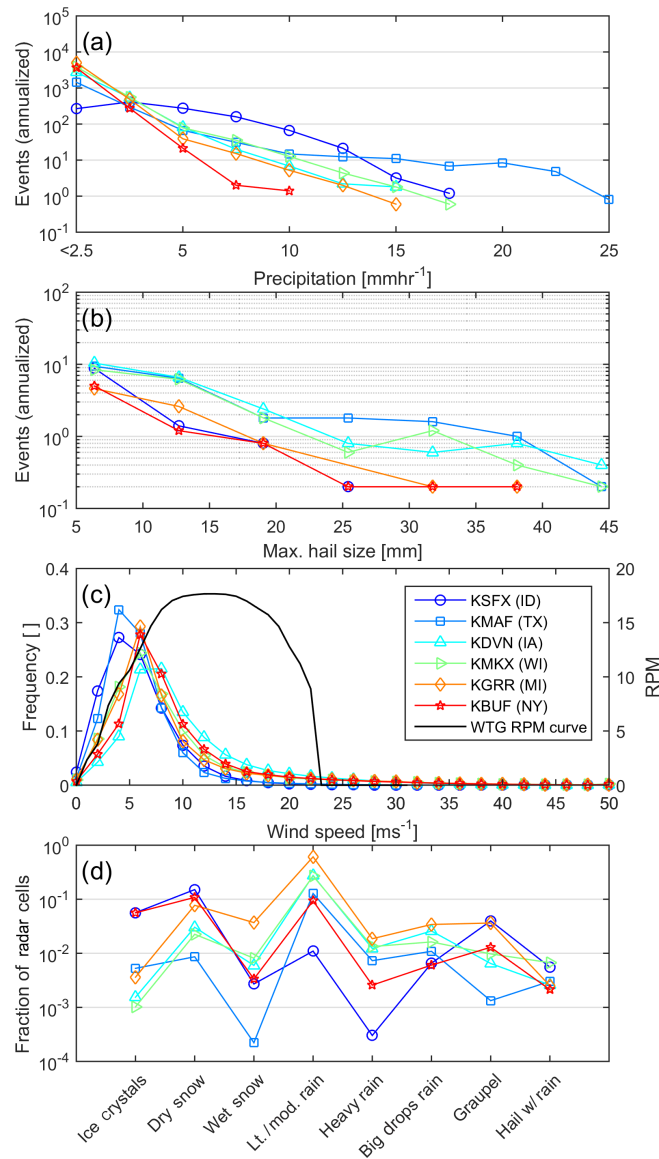 (a)
Events (annualized)
10^5
10^4
10^3
10^2
10^1
10^0
10^-1
<2.5 5 10 15 20 25
Precipitation [mmhr^-1]
(b)
Events (annualized)
10^2
10^1
10^0
10^-1
5 10 15 20 25 30 35 40 45
Max. hail size [mm]
(c)
Frequency [ ]
0.4
0.3
0.2
0.1
0
20
15
10
5
0
RPM
KSFX (ID)
KMAF (TX)
KDVN (IA)
KMKX (WI)
KGRR (MI)
KBUF (NY)
WTG RPM curve
0 5 10 15 20 25 30 35 40 45 50
Wind speed [ms^-1]
(d)
Fraction of radar cells
10^0
10^-1
10^-2
10^-3
10^-4
Ice crystals
Dry snow
Wet snow
Lt./mod. rain
Heavy rain
Big drops rain
Graupel
Hail w/rain